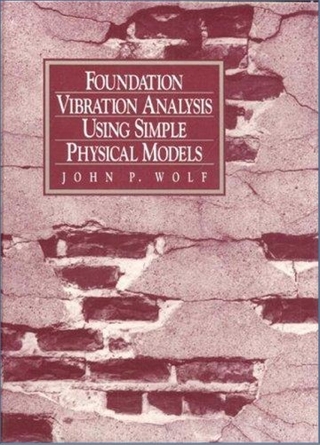 FOUNDATION
VIBRATION ANALYSIS
USING SIMPLE
PHYSICAL MODELS
JOHN P. WOLF